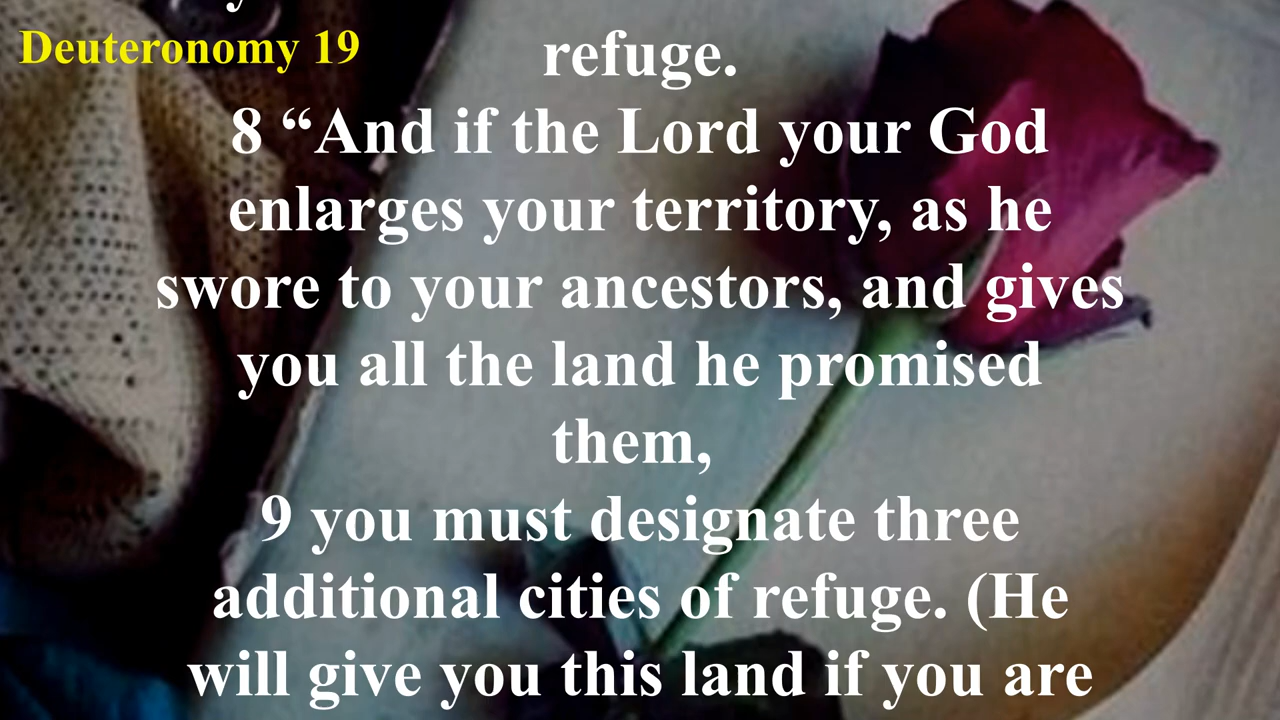 Deuteronomy 19
refuge.
8 “And if the Lord your God
enlarges your territory, as he
swore to your ancestors, and gives
you all the land he promised
them,
9 you must designate three
additional cities of refuge. (He
will give you this land if you are